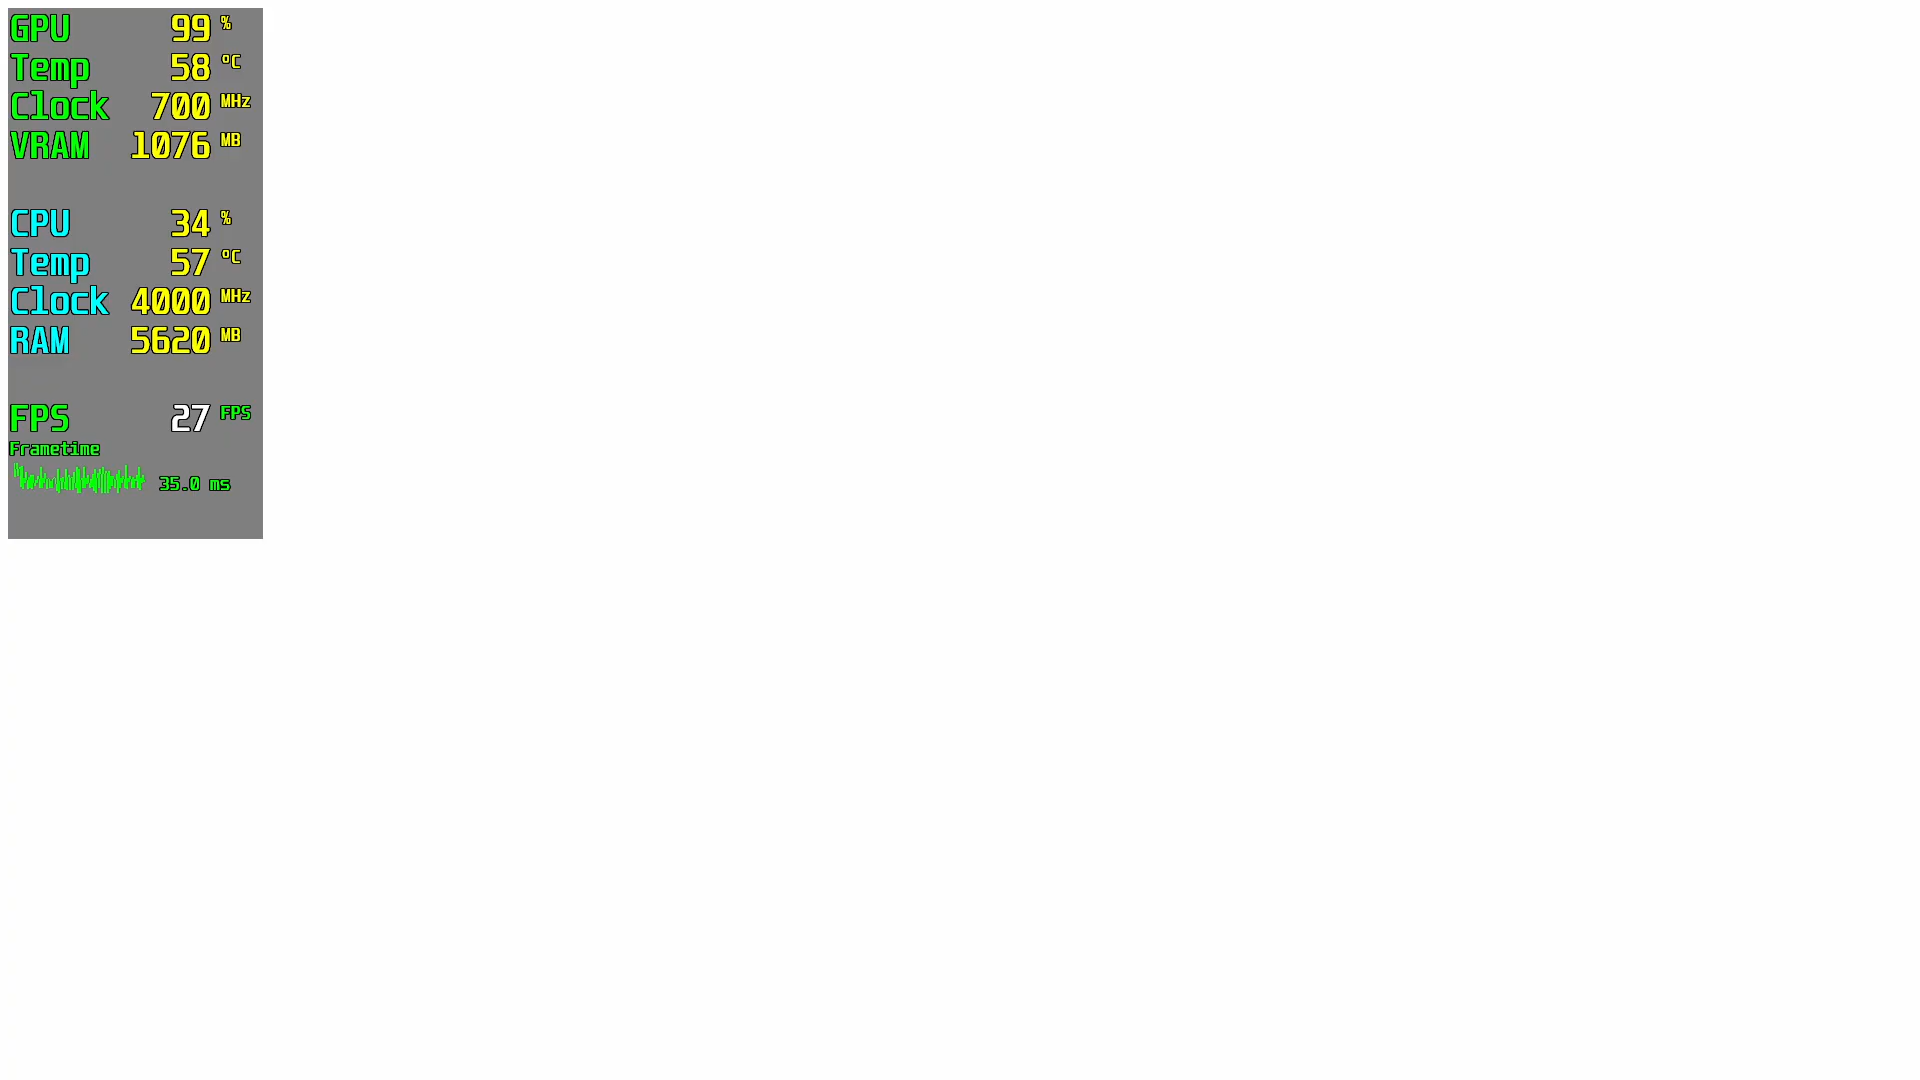 GPU 99 %
Temp 58 °C
Clock 700 MHz
VRAM 1076 MB
CPU 34 %
Temp 57 °C
Clock 4000 MHz
RAM 5620 MB
FPS 27 FPS
Frametime
35.0 ms